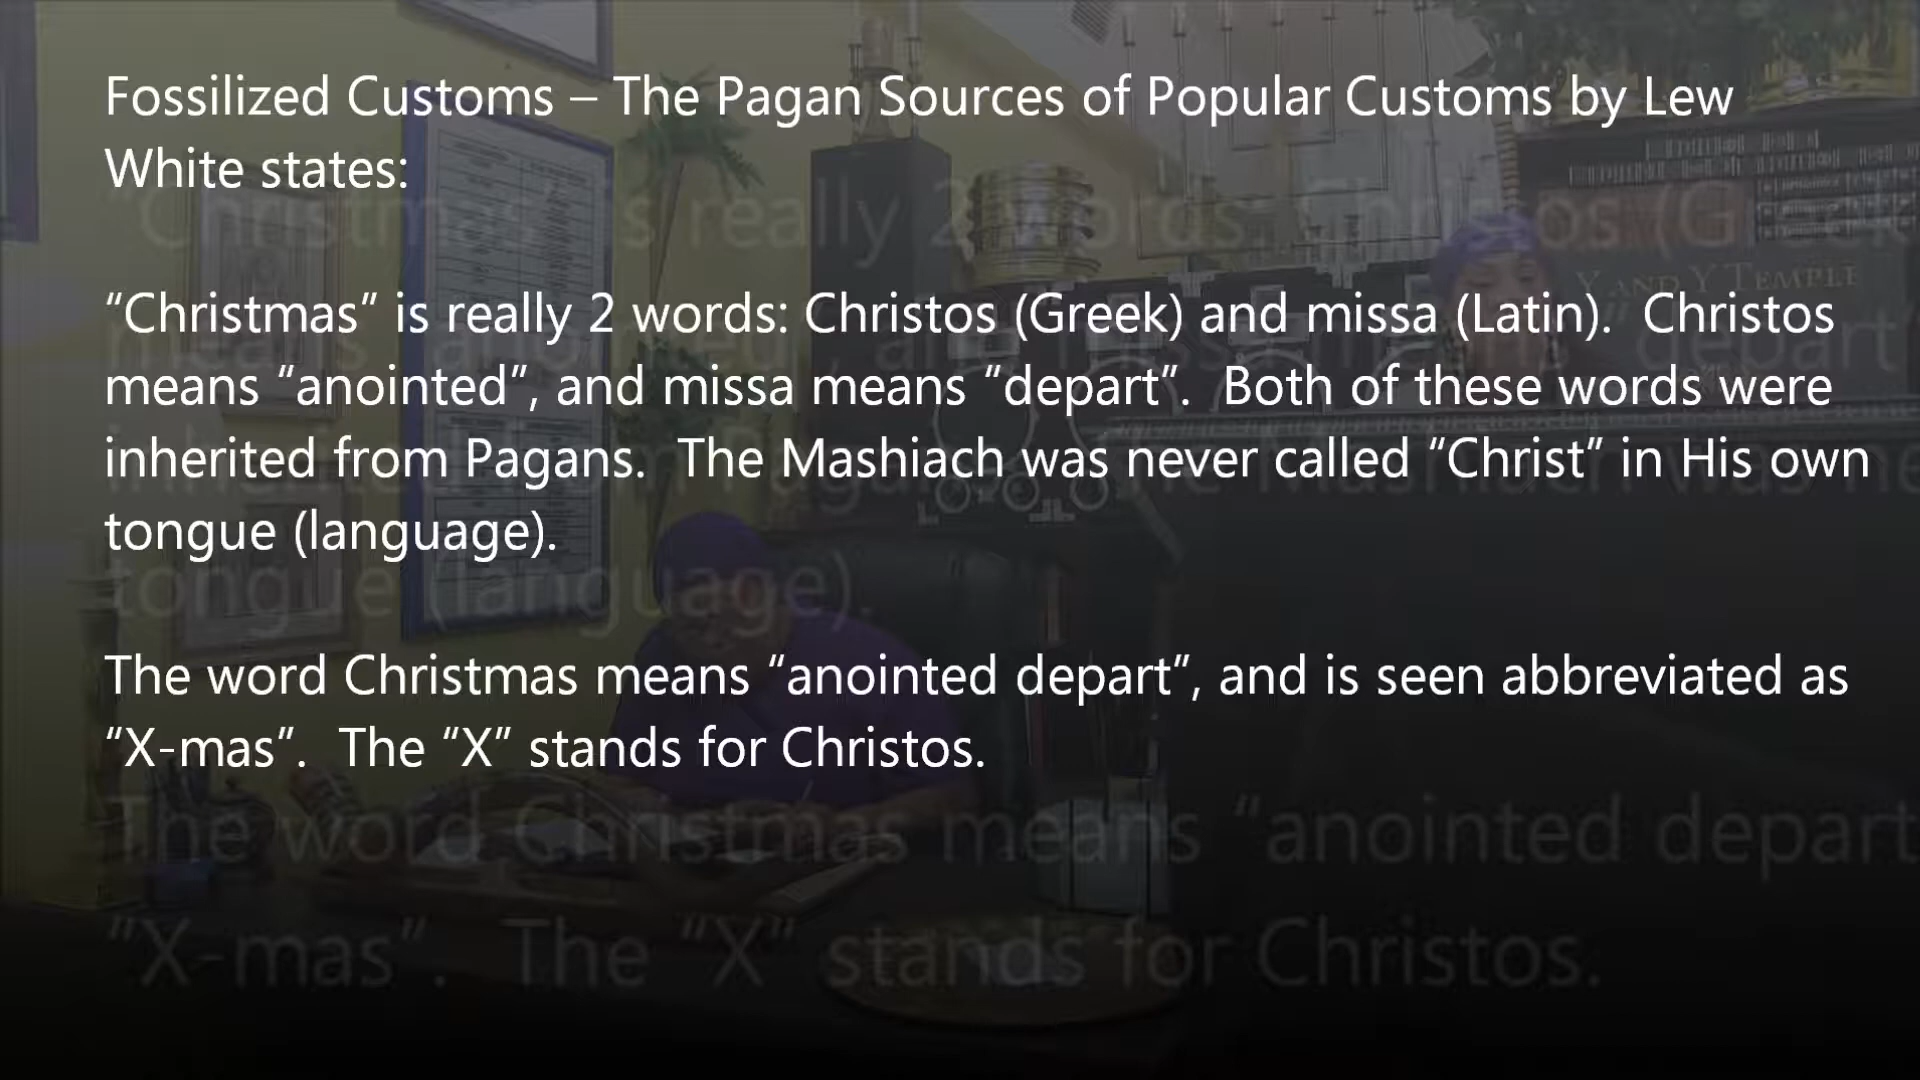 Fossilized Customs – The Pagan Sources of Popular Customs by Lew
White states:
“Christmas” is really 2 words: Christos (Greek) and missa (Latin).  Christos
means “anointed”, and missa means “depart”.  Both of these words were
inherited from Pagans.  The Mashiach was never called “Christ” in His own
tongue (language).
The word Christmas means “anointed depart”, and is seen abbreviated as
“X-mas”.  The “X” stands for Christos.
Y AND Y TEMPLE